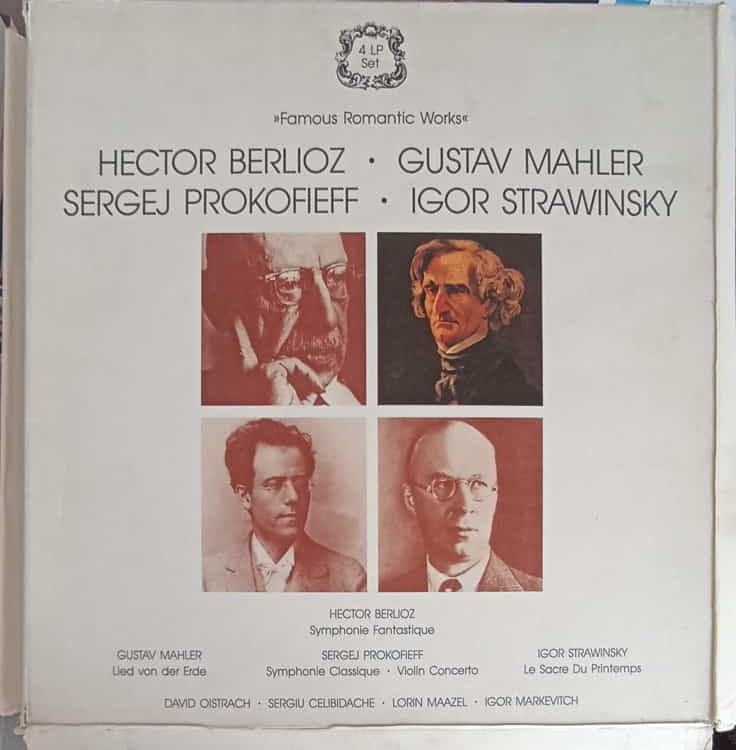 4 LP
Set
»Famous Romantic Works«
HECTOR BERLIOZ · GUSTAV MAHLER
SERGEJ PROKOFIEFF · IGOR STRAWINSKY
HECTOR BERLIOZ
Symphonie Fantastique
GUSTAV MAHLER
Lied von der Erde
SERGEJ PROKOFIEFF
Symphonie Classique · Violin Concerto
IGOR STRAWINSKY
Le Sacre Du Printemps
DAVID OISTRACH · SERGIU CELIBIDACHE · LORIN MAAZEL · IGOR MARKEVITCH